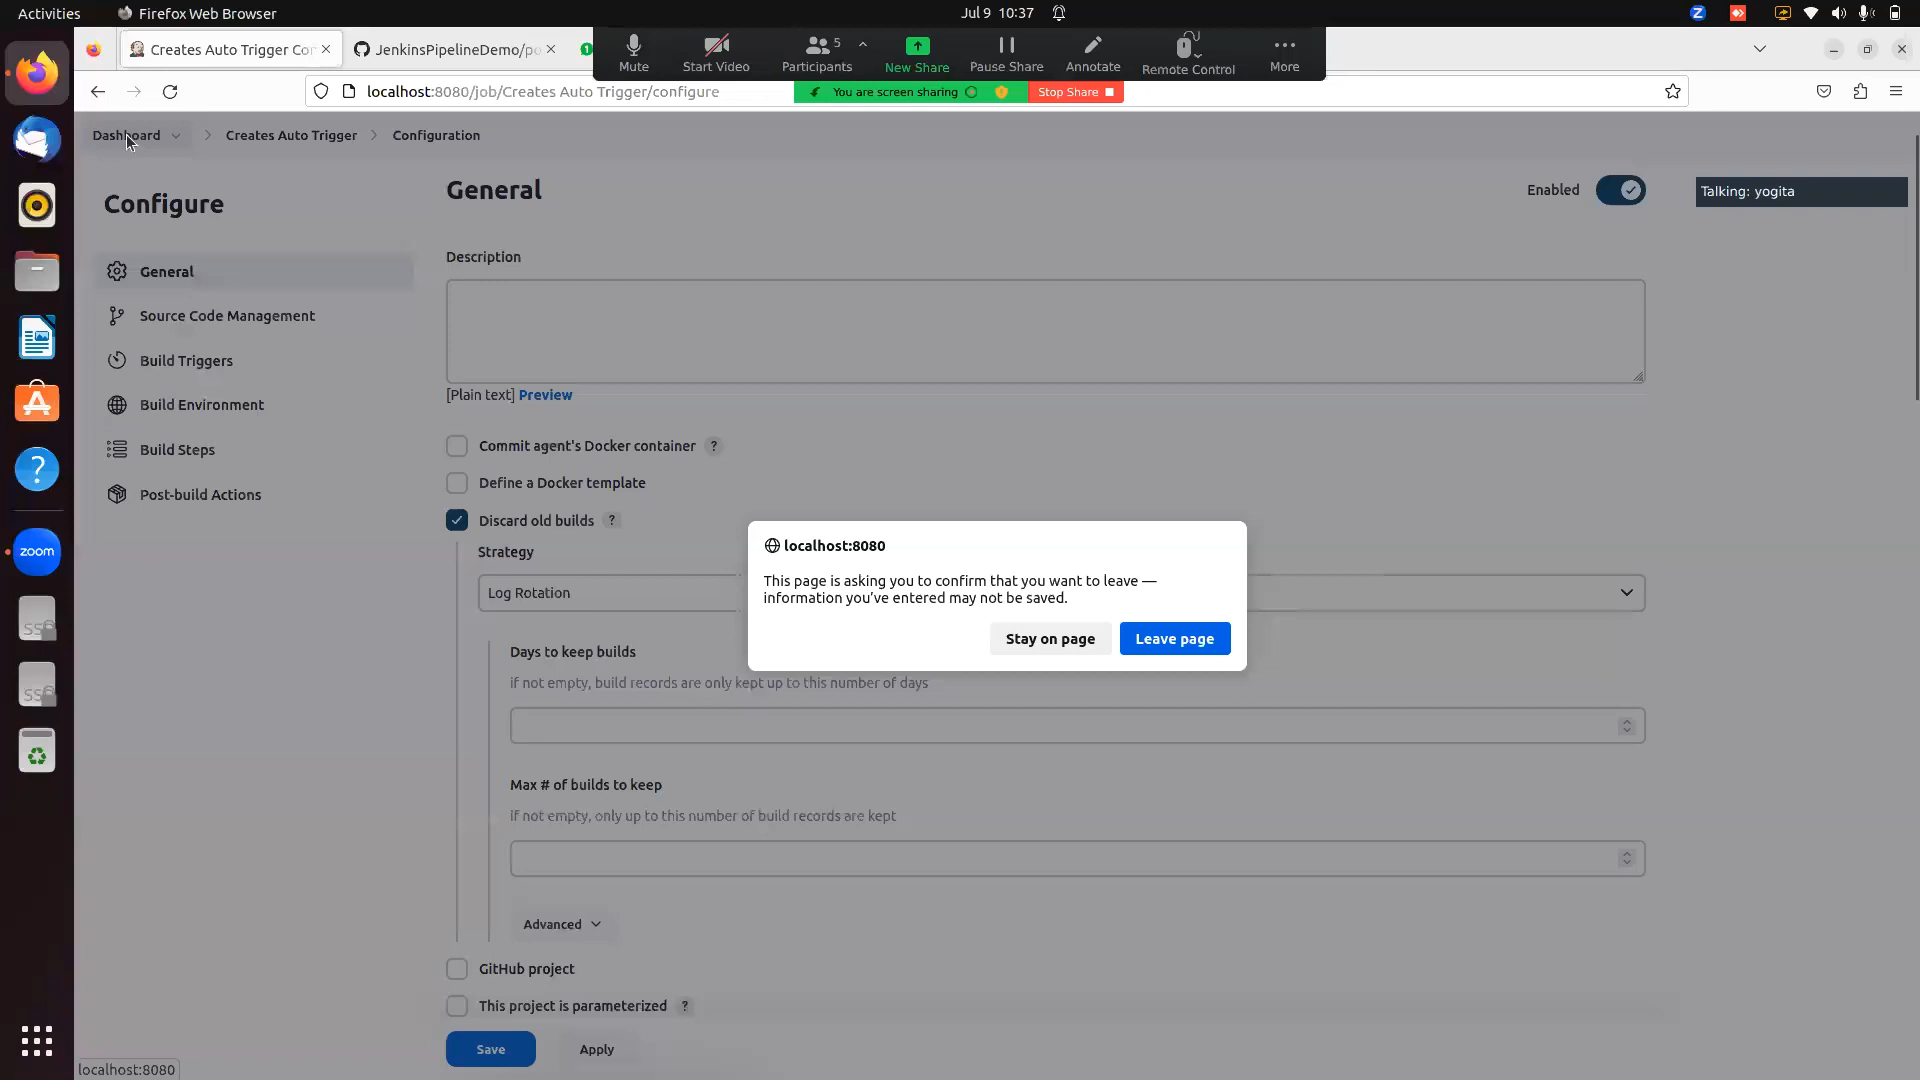 Activities
Firefox Web Browser
Jul 9 10:37
Creates Auto Trigger Con
JenkinsPipelineDemo/po
1
Mute
Start Video
Participants
5
New Share
Pause Share
Annotate
Remote Control
More
localhost:8080/job/Creates Auto Trigger/configure
You are screen sharing
Stop Share
Dashboard
Creates Auto Trigger
Configuration
Talking: yogita
Configure
General
Source Code Management
Build Triggers
Build Environment
Build Steps
Post-build Actions
General
Enabled
Description
[Plain text] Preview
Commit agent's Docker container ?
Define a Docker template
Discard old builds ?
Strategy
Log Rotation
Days to keep builds
if not empty, build records are only kept up to this number of days
Max # of builds to keep
if not empty, only up to this number of build records are kept
Advanced
GitHub project
This project is parameterized ?
Save
Apply
localhost:8080
This page is asking you to confirm that you want to leave —
information you've entered may not be saved.
Stay on page
Leave page
zoom
SSD
SSD
localhost:8080